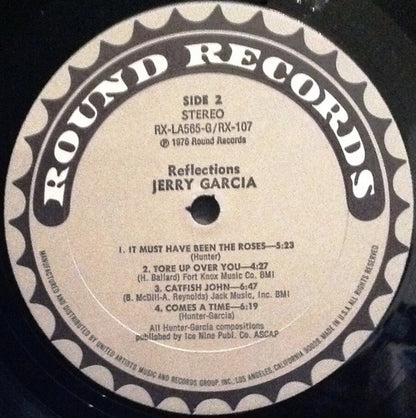 ROUND RECORDS
SIDE 2
STEREO
RX-LA565-G/RX-107
℗ 1976 Round Records
Reflections
JERRY GARCIA
1. IT MUST HAVE BEEN THE ROSES—5:23
(Hunter)
2. TORE UP OVER YOU—4:27
(H. Ballard) Fort Knox Music Co. BMI
3. CATFISH JOHN—6:47
(B. McDill-A. Reynolds) Jack Music, Inc. BMI
4. COMES A TIME—6:19
(Hunter-Garcia)
All Hunter-Garcia compositions
published by Ice Nine Publ. Co. ASCAP
MANUFACTURED AND DISTRIBUTED BY UNITED ARTISTS MUSIC AND RECORDS GROUP, INC., LOS ANGELES, CALIFORNIA 90028. MADE IN U.S.A. ALL RIGHTS RESERVED